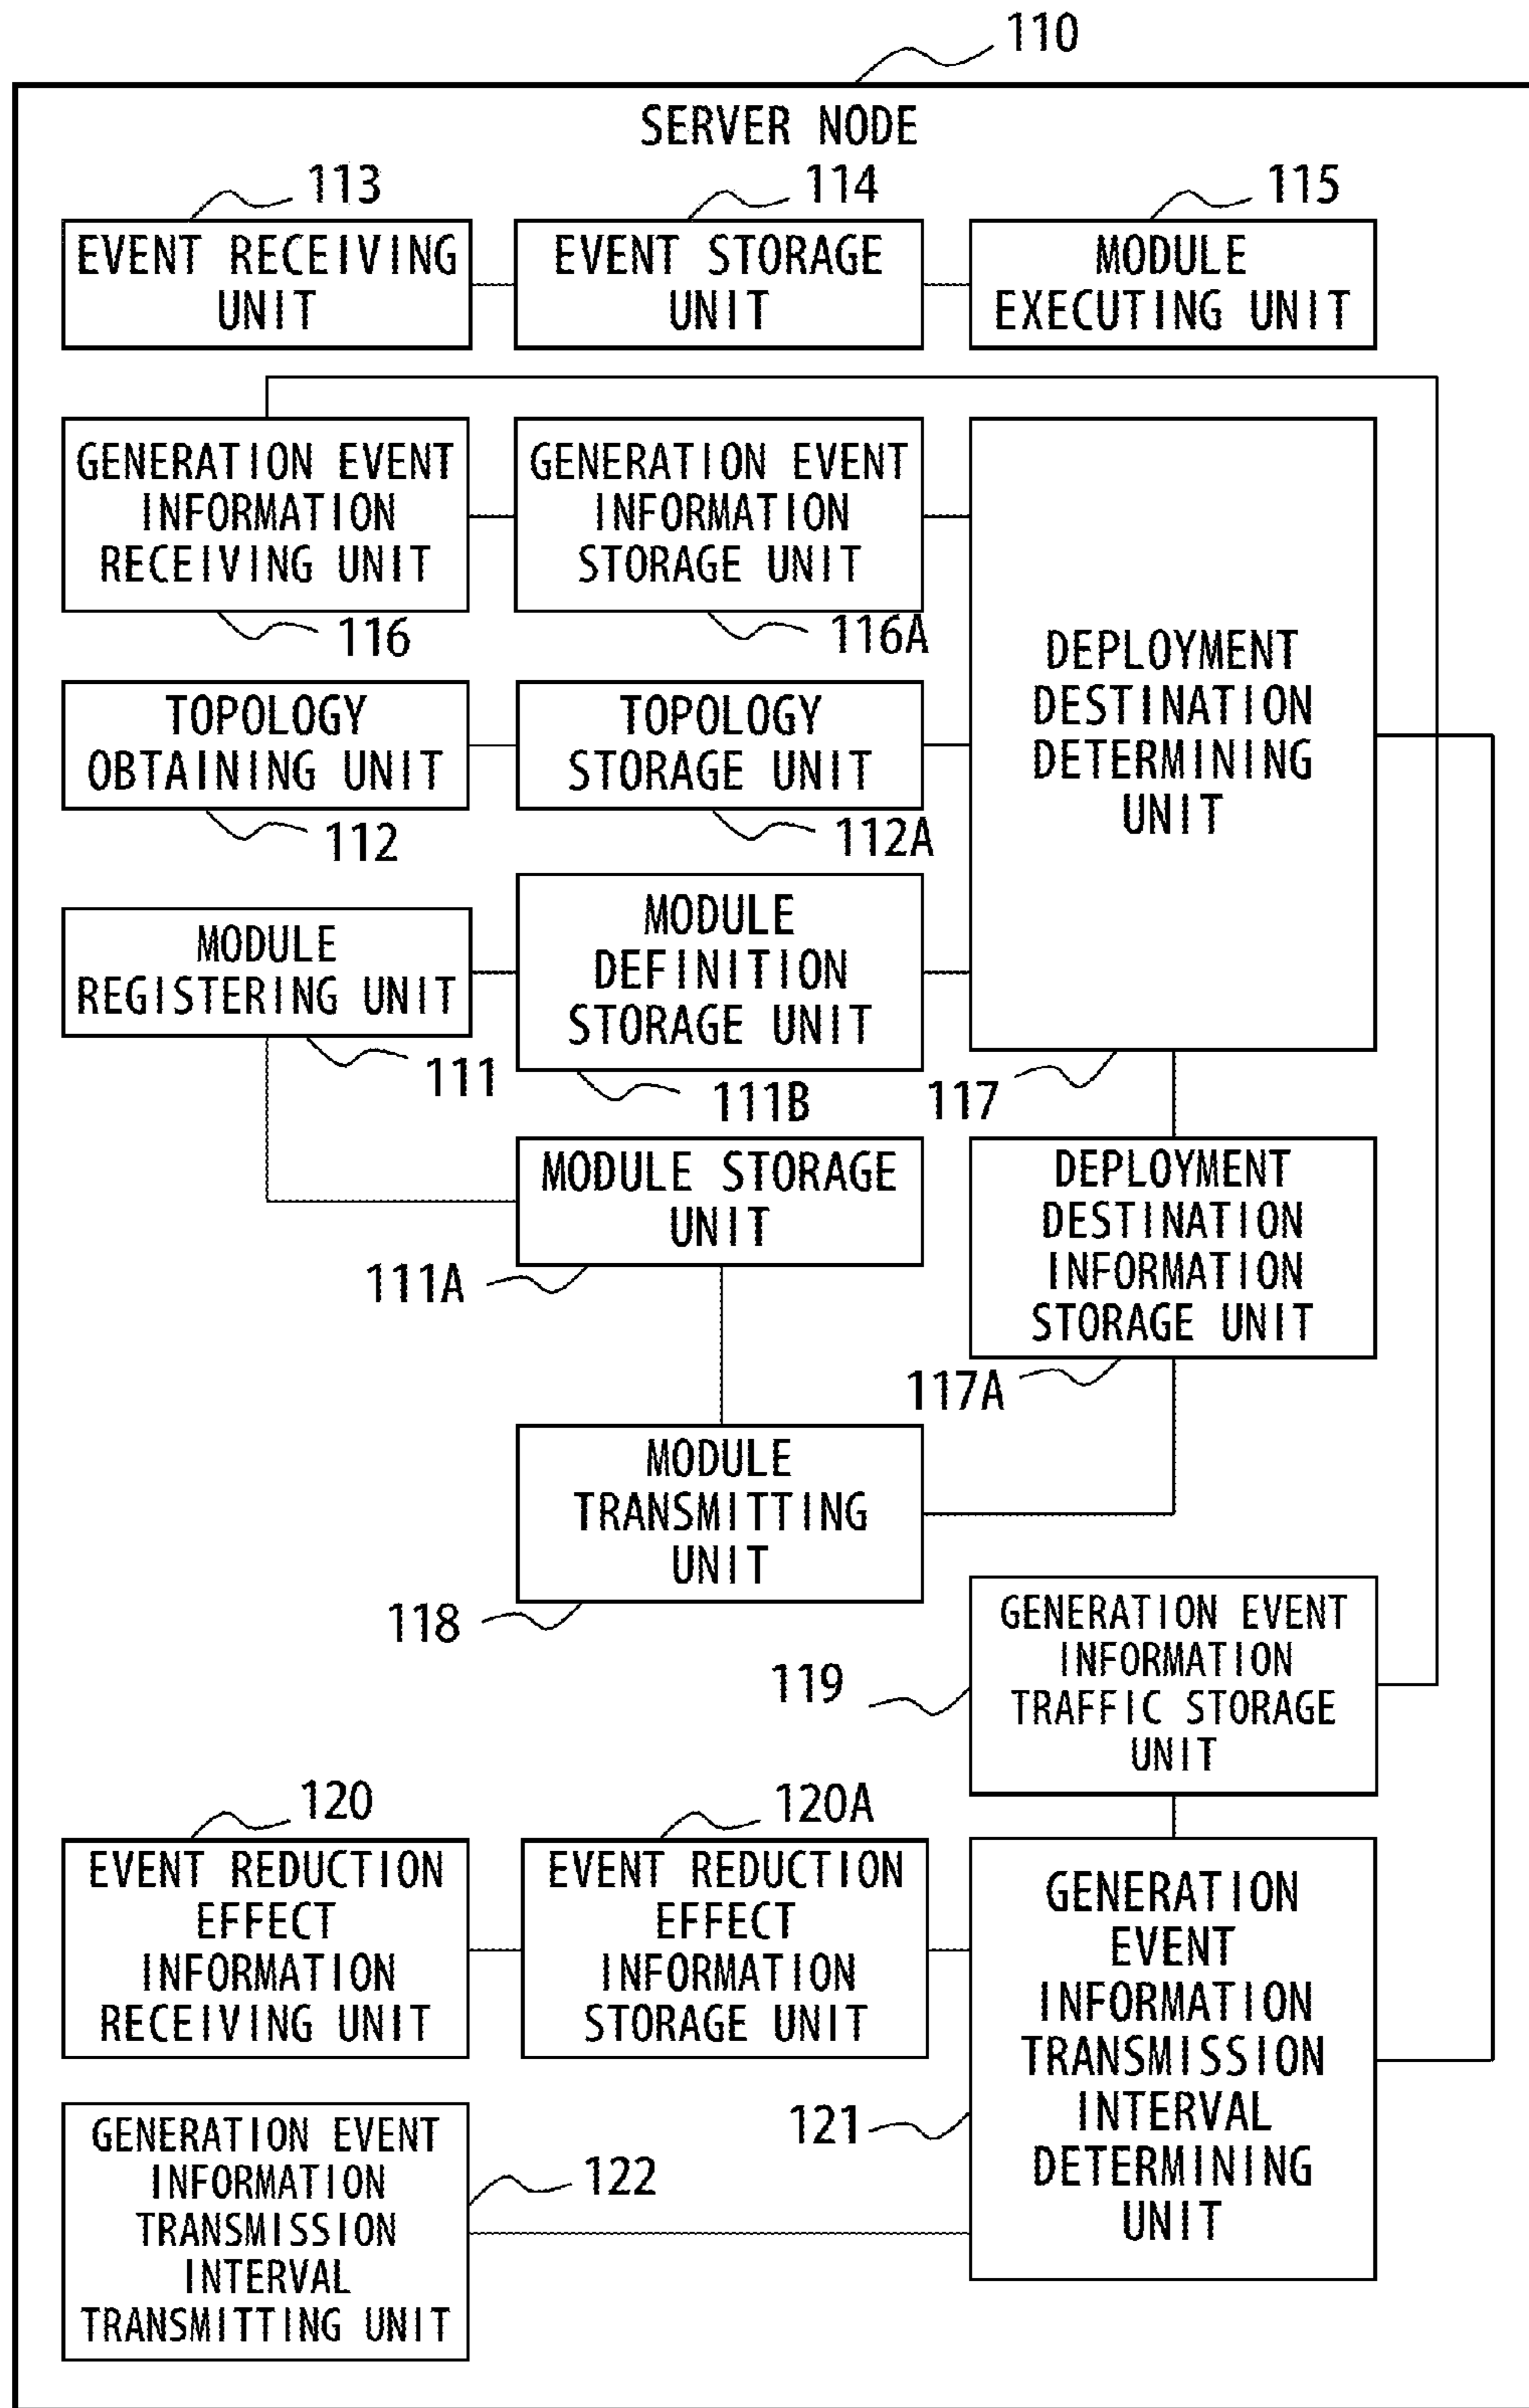 110
SERVER NODE
113
114
115
EVENT RECEIVING
UNIT
EVENT STORAGE
UNIT
MODULE
EXECUTING UNIT
GENERATION EVENT
INFORMATION
RECEIVING UNIT
116
GENERATION EVENT
INFORMATION
STORAGE UNIT
116A
DEPLOYMENT
DESTINATION
DETERMINING
UNIT
TOPOLOGY
OBTAINING UNIT
112
TOPOLOGY
STORAGE UNIT
112A
MODULE
REGISTERING UNIT
111
MODULE
DEFINITION
STORAGE UNIT
111B
117
MODULE STORAGE
UNIT
111A
DEPLOYMENT
DESTINATION
INFORMATION
STORAGE UNIT
117A
MODULE
TRANSMITTING
UNIT
118
119
GENERATION EVENT
INFORMATION
TRAFFIC STORAGE
UNIT
120
120A
EVENT REDUCTION
EFFECT
INFORMATION
RECEIVING UNIT
EVENT REDUCTION
EFFECT
INFORMATION
STORAGE UNIT
GENERATION
EVENT
INFORMATION
TRANSMISSION
INTERVAL
DETERMINING
UNIT
121
GENERATION EVENT
INFORMATION
TRANSMISSION
INTERVAL
TRANSMITTING UNIT
122